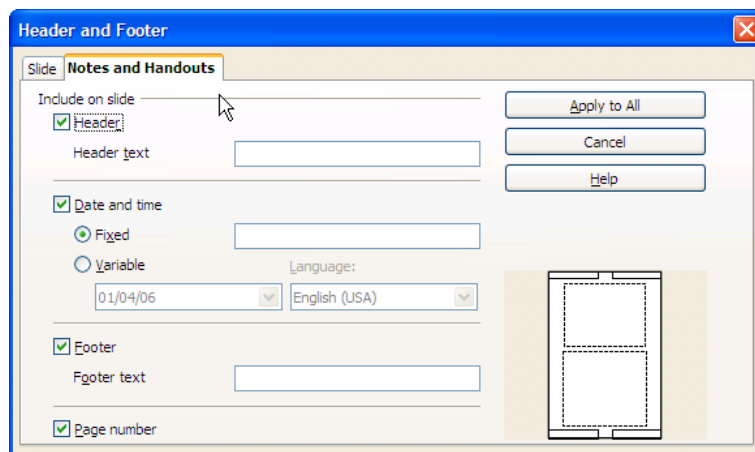 Header and Footer
Slide Notes and Handouts
Include on slide
Apply to All
Header
Cancel
Header text
Help
Date and time
Fixed
Variable Language:
01/04/06 English (USA)
Footer
Footer text
Page number